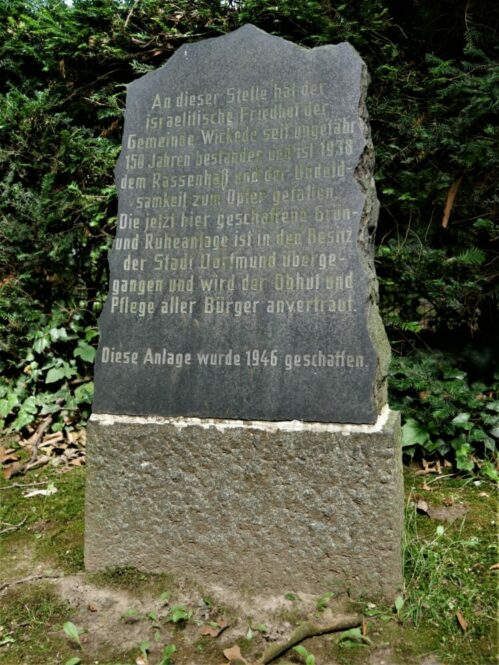 An dieser Stelle hat der
israelitische Friedhof der
Gemeinde Wickede seit ungefähr
150 Jahren bestanden und ist 1938
dem Rassenhaß und der Unduld-
samkeit zum Opfer gefallen.
Die jetzt hier geschaffene Grün-
und Ruheanlage ist in den Besitz
der Stadt Dortmund überge-
gangen und wird der Obhut und
Pflege aller Bürger anvertraut.
Diese Anlage wurde 1946 geschaffen.